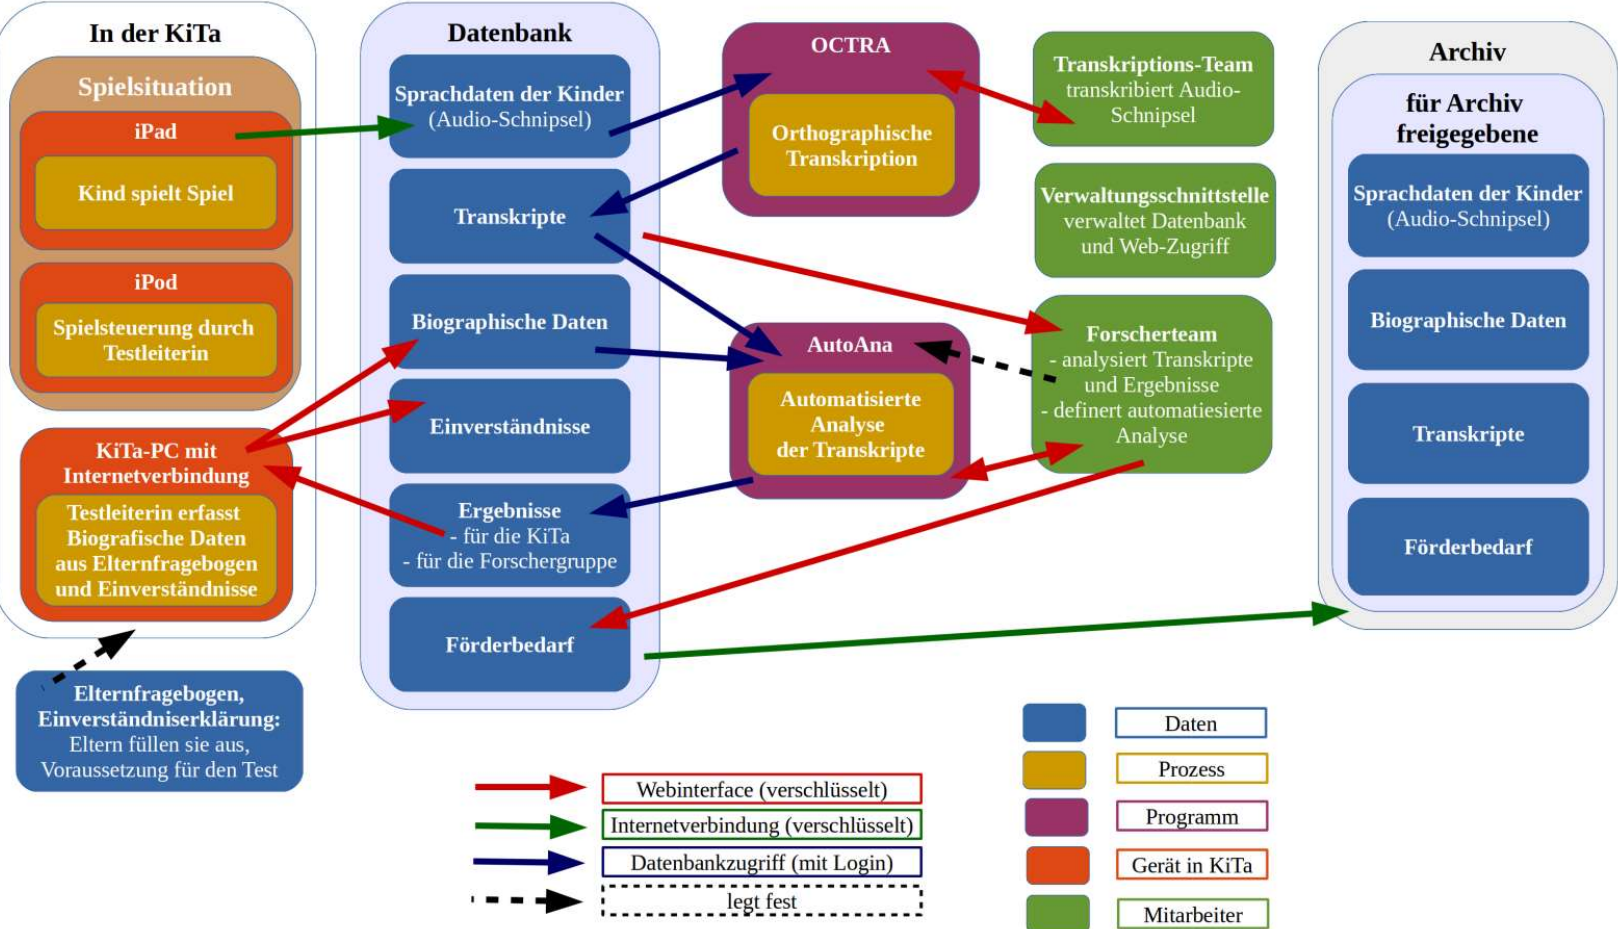 In der KiTa
Spielsituation
iPad
Kind spielt Spiel
iPod
Spielsteuerung durch
Testleiterin
KiTa-PC mit
Internetverbindung
Testleiterin erfasst
Biografische Daten
aus Elternfragebogen
und Einverständnisse
Elternfragebogen,
Einverständniserklärung:
Eltern füllen sie aus,
Voraussetzung für den Test
Datenbank
Sprachdaten der Kinder
(Audio-Schnipsel)
Transkripte
Biographische Daten
Einverständnisse
Ergebnisse
- für die KiTa
- für die Forschergruppe
Förderbedarf
OCTRA
Orthographische
Transkription
AutoAna
Automatisierte
Analyse
der Transkripte
Transkriptions-Team
transkribiert Audio-
Schnipsel
Verwaltungsschnittstelle
verwaltet Datenbank
und Web-Zugriff
Forscherteam
- analysiert Transkripte
und Ergebnisse
- definert automatiesierte
Analyse
Archiv
für Archiv
freigegebene
Sprachdaten der Kinder
(Audio-Schnipsel)
Biographische Daten
Transkripte
Förderbedarf
Webinterface (verschlüsselt)
Internetverbindung (verschlüsselt)
Datenbankzugriff (mit Login)
legt fest
Daten
Prozess
Programm
Gerät in KiTa
Mitarbeiter